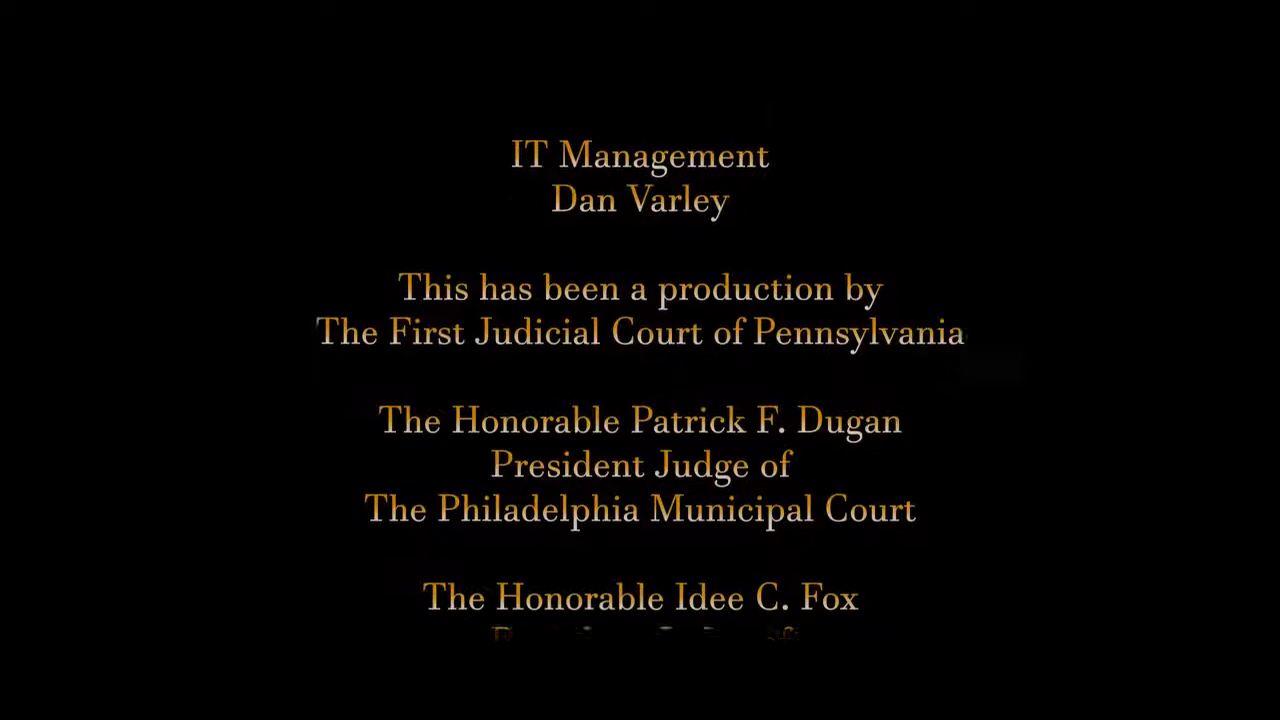 IT Management
Dan Varley
This has been a production by
The First Judicial Court of Pennsylvania
The Honorable Patrick F. Dugan
President Judge of
The Philadelphia Municipal Court
The Honorable Idee C. Fox